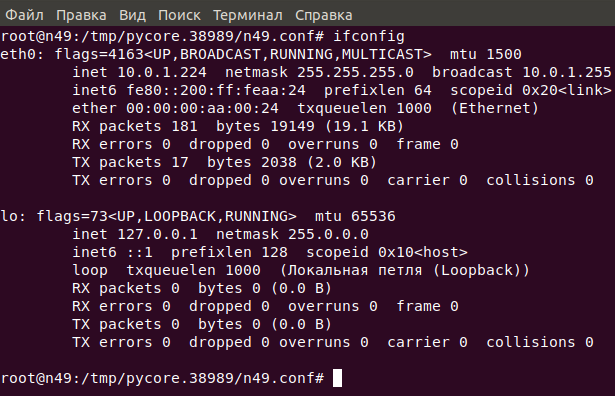 Файл Правка Вид Поиск Терминал Справка
root@n49:/tmp/pycore.38989/n49.conf# ifconfig
eth0: flags=4163<UP,BROADCAST,RUNNING,MULTICAST>  mtu 1500
        inet 10.0.1.224  netmask 255.255.255.0  broadcast 10.0.1.255
        inet6 fe80::200:ff:feaa:24  prefixlen 64  scopeid 0x20<link>
        ether 00:00:00:aa:00:24  txqueuelen 1000  (Ethernet)
        RX packets 181  bytes 19149 (19.1 KB)
        RX errors 0  dropped 0  overruns 0  frame 0
        TX packets 17  bytes 2038 (2.0 KB)
        TX errors 0  dropped 0 overruns 0  carrier 0  collisions 0
lo: flags=73<UP,LOOPBACK,RUNNING>  mtu 65536
        inet 127.0.0.1  netmask 255.0.0.0
        inet6 ::1  prefixlen 128  scopeid 0x10<host>
        loop  txqueuelen 1000  (Локальная петля (Loopback))
        RX packets 0  bytes 0 (0.0 B)
        RX errors 0  dropped 0  overruns 0  frame 0
        TX packets 0  bytes 0 (0.0 B)
        TX errors 0  dropped 0 overruns 0  carrier 0  collisions 0
root@n49:/tmp/pycore.38989/n49.conf#